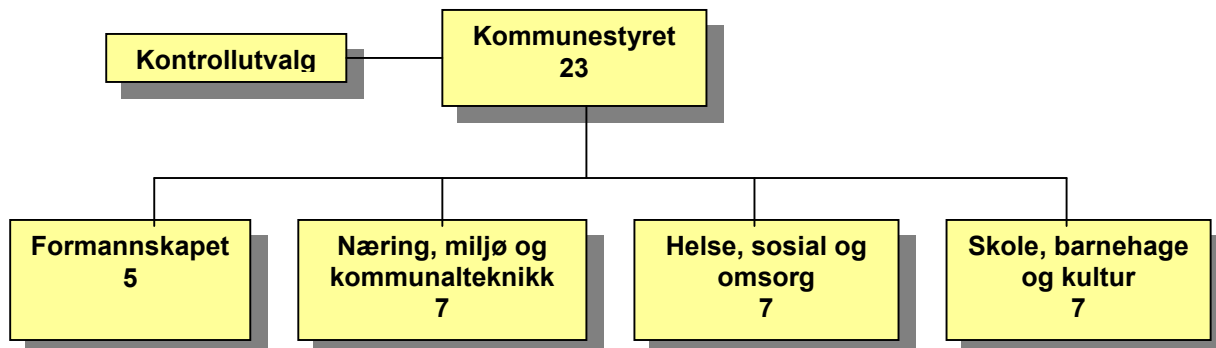 Kommunestyret
23
Kontrollutvalg
Formannskapet
5
Næring, miljø og
kommunalteknikk
7
Helse, sosial og
omsorg
7
Skole, barnehage
og kultur
7